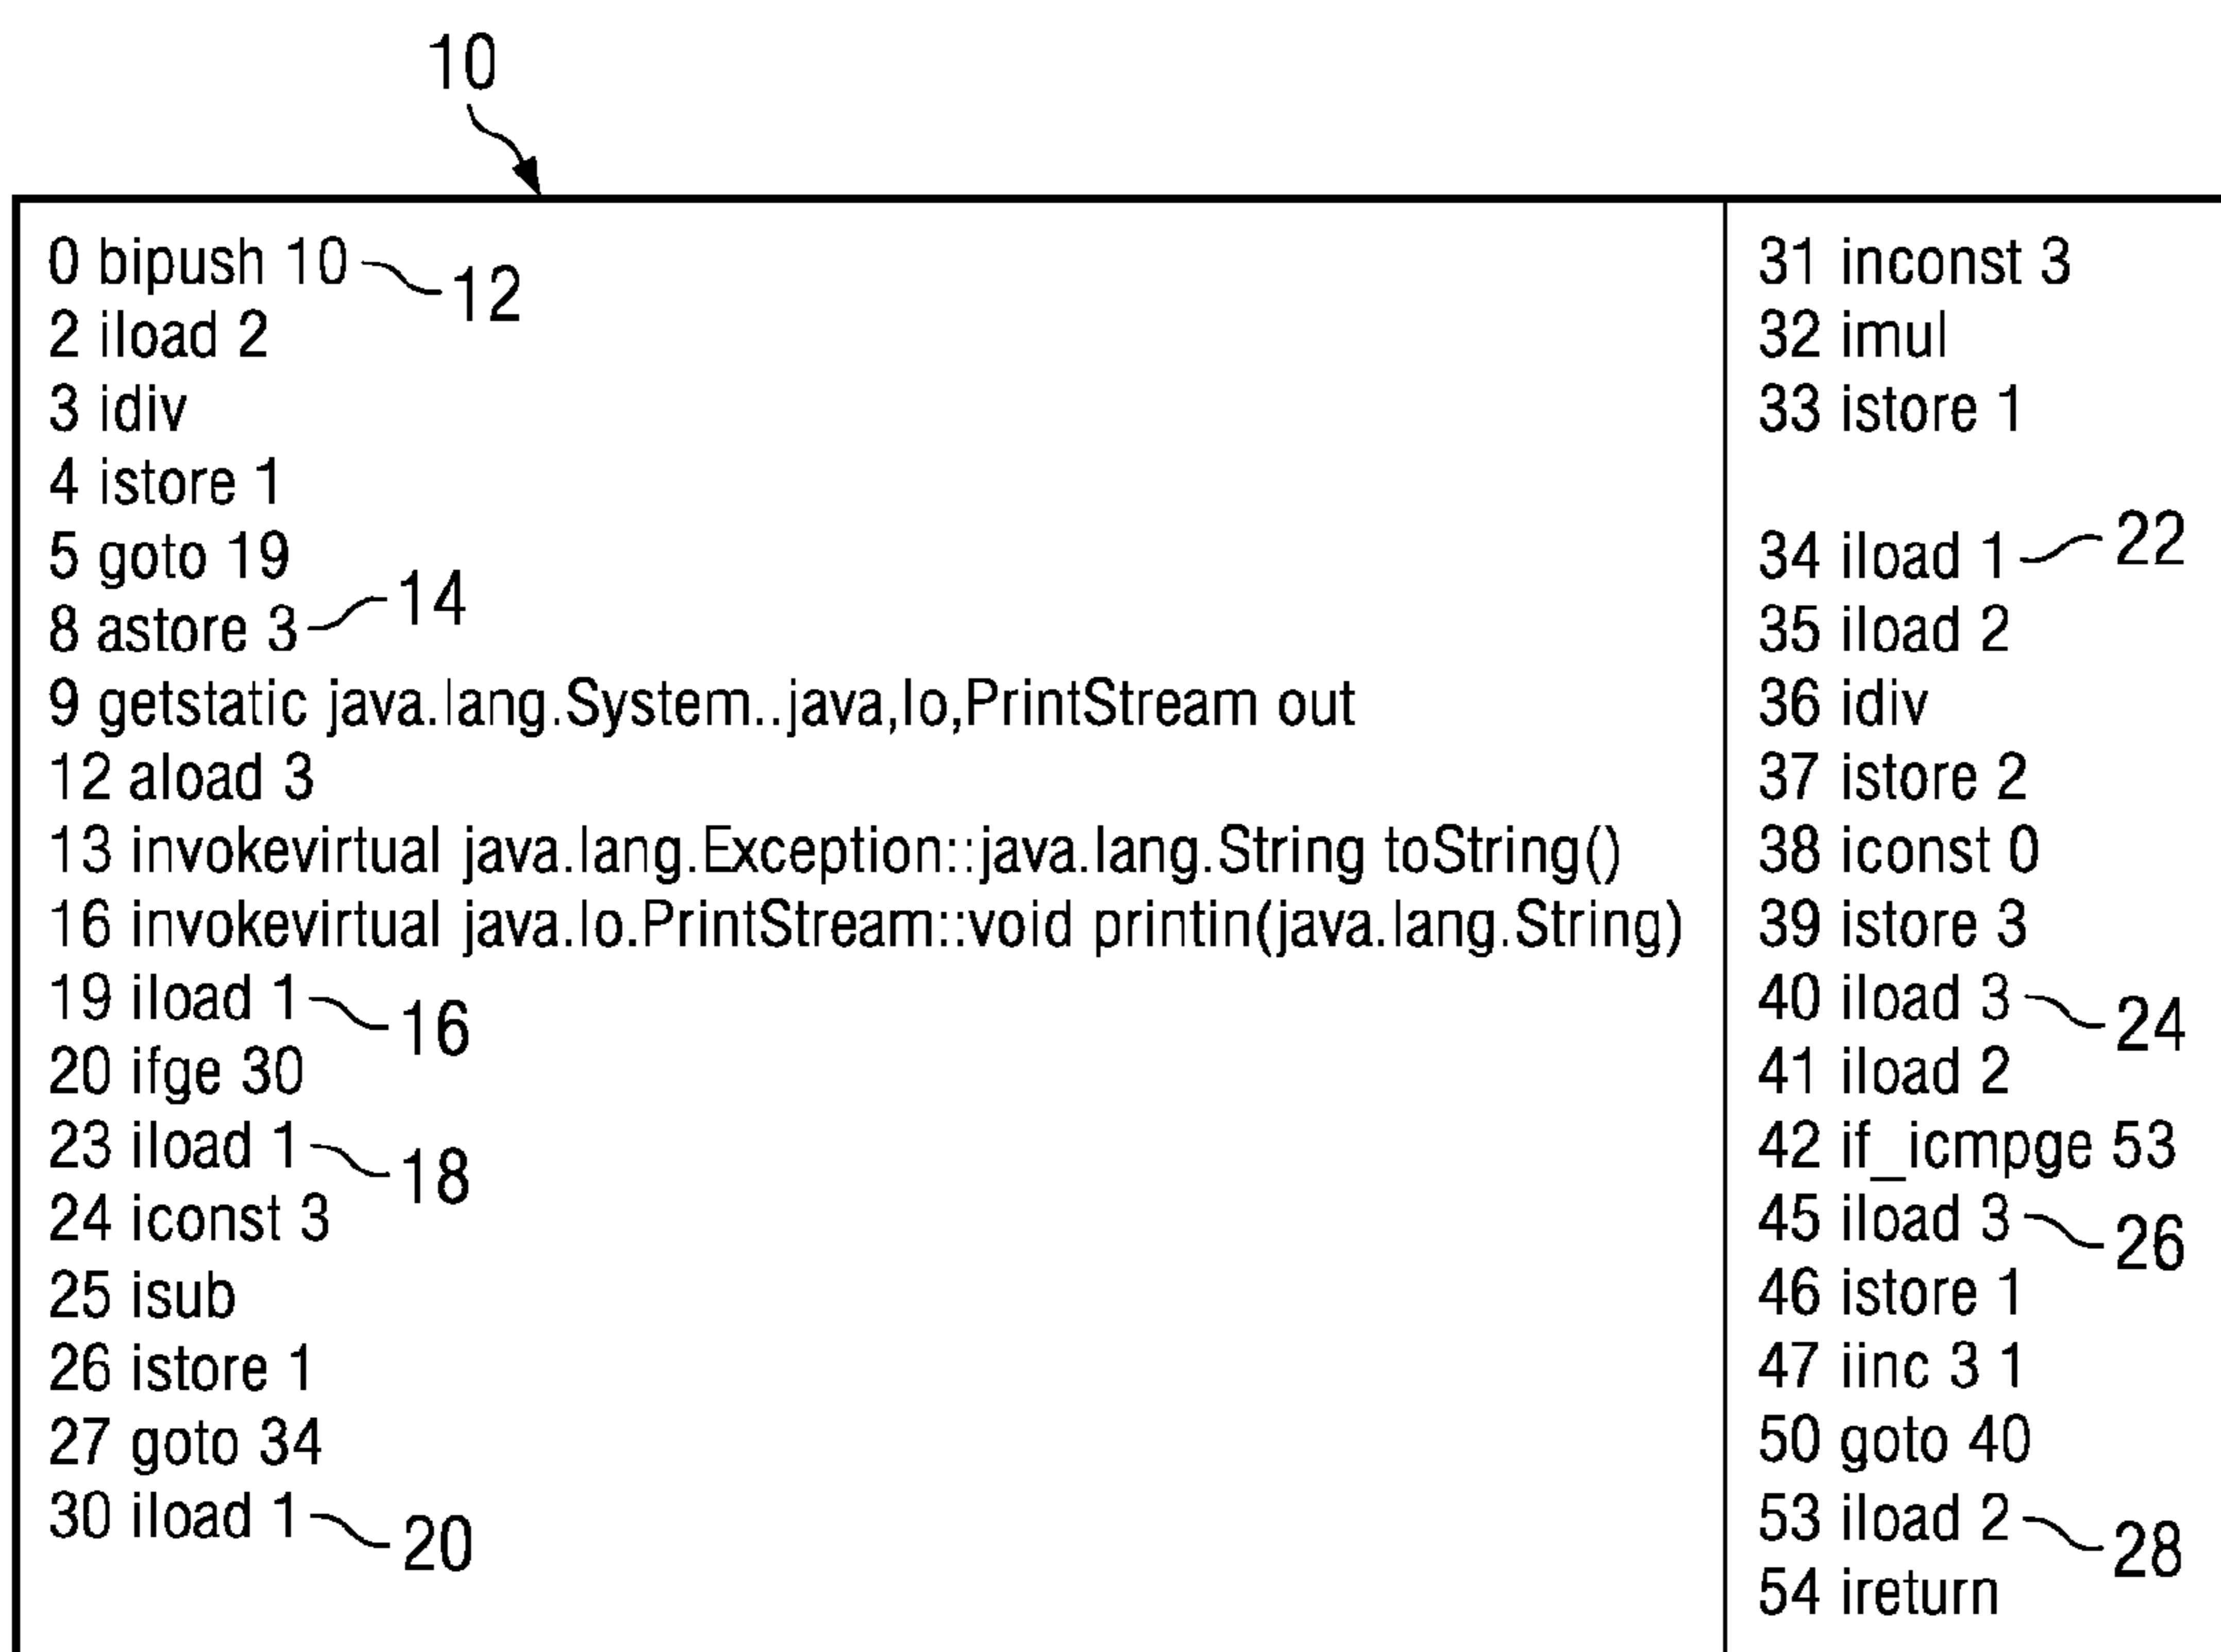 10
0 bipush 10 12
2 iload 2
3 idiv
4 istore 1
5 goto 19
8 astore 3 14
9 getstatic java.lang.System..java,Io,PrintStream out
12 aload 3
13 invokevirtual java.lang.Exception::java.lang.String toString()
16 invokevirtual java.Io.PrintStream::void printin(java.lang.String)
19 iload 1 16
20 ifge 30
23 iload 1 18
24 iconst 3
25 isub
26 istore 1
27 goto 34
30 iload 1 20
31 inconst 3
32 imul
33 istore 1
34 iload 1 22
35 iload 2
36 idiv
37 istore 2
38 iconst 0
39 istore 3
40 iload 3 24
41 iload 2
42 if_icmpge 53
45 iload 3 26
46 istore 1
47 iinc 3 1
50 goto 40
53 iload 2 28
54 ireturn